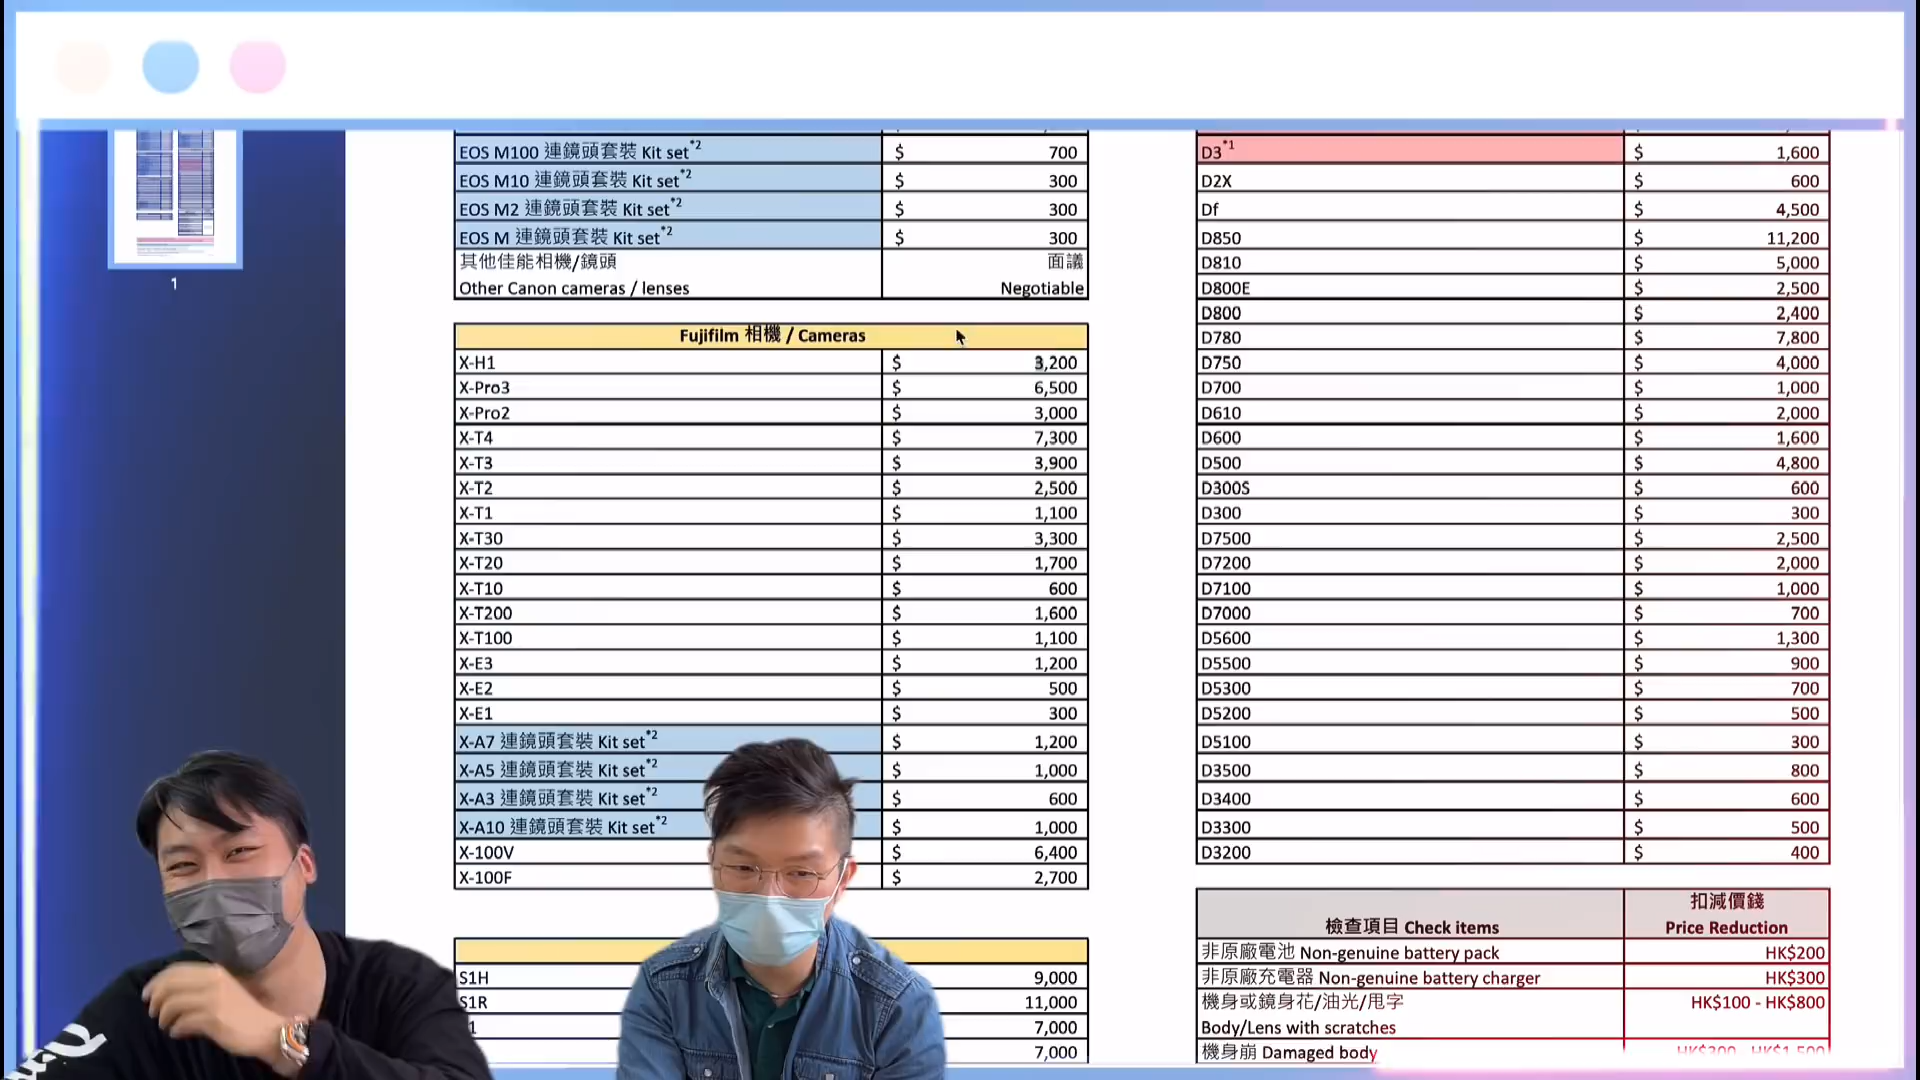 1
EOS M100 連鏡頭套裝 Kit set*2 $ 700
EOS M10 連鏡頭套裝 Kit set*2 $ 300
EOS M2 連鏡頭套裝 Kit set*2 $ 300
EOS M 連鏡頭套裝 Kit set*2 $ 300
其他佳能相機/鏡頭 面議
Other Canon cameras / lenses Negotiable
Fujifilm 相機 / Cameras
X-H1 $ 3,200
X-Pro3 $ 6,500
X-Pro2 $ 3,000
X-T4 $ 7,300
X-T3 $ 3,900
X-T2 $ 2,500
X-T1 $ 1,100
X-T30 $ 3,300
X-T20 $ 1,700
X-T10 $ 600
X-T200 $ 1,600
X-T100 $ 1,100
X-E3 $ 1,200
X-E2 $ 500
X-E1 $ 300
X-A7 連鏡頭套裝 Kit set*2 $ 1,200
X-A5 連鏡頭套裝 Kit set*2 $ 1,000
X-A3 連鏡頭套裝 Kit set*2 $ 600
X-A10 連鏡頭套裝 Kit set*2 $ 1,000
X-100V $ 6,400
X-100F $ 2,700
S1H 9,000
S1R 11,000
7,000
7,000
D3*1 $ 1,600
D2X $ 600
Df $ 4,500
D850 $ 11,200
D810 $ 5,000
D800E $ 2,500
D800 $ 2,400
D780 $ 7,800
D750 $ 4,000
D700 $ 1,000
D610 $ 2,000
D600 $ 1,600
D500 $ 4,800
D300S $ 600
D300 $ 300
D7500 $ 2,500
D7200 $ 2,000
D7100 $ 1,000
D7000 $ 700
D5600 $ 1,300
D5500 $ 900
D5300 $ 700
D5200 $ 500
D5100 $ 300
D3500 $ 800
D3400 $ 600
D3300 $ 500
D3200 $ 400
檢查項目 Check items 扣減價錢
Price Reduction
非原廠電池 Non-genuine battery pack HK$200
非原廠充電器 Non-genuine battery charger HK$300
機身或鏡身花/油光/甩字 HK$100 - HK$800
Body/Lens with scratches
機身崩 Damaged body